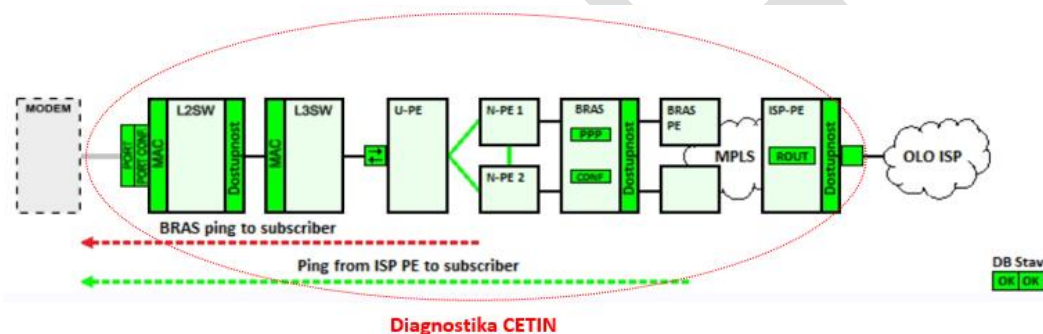 MODEM
PORT
PORT CONF
MAC
L2SW
Dostupnost
MAC
L3SW
U-PE
N-PE 1
N-PE 2
BRAS
PPP
CONF
Dostupnost
BRAS
PE
MPLS
ISP-PE
ROUT
Dostupnost
OLO ISP
BRAS ping to subscriber
Ping from ISP PE to subscriber
DB Stav
OK OK
Diagnostika CETIN